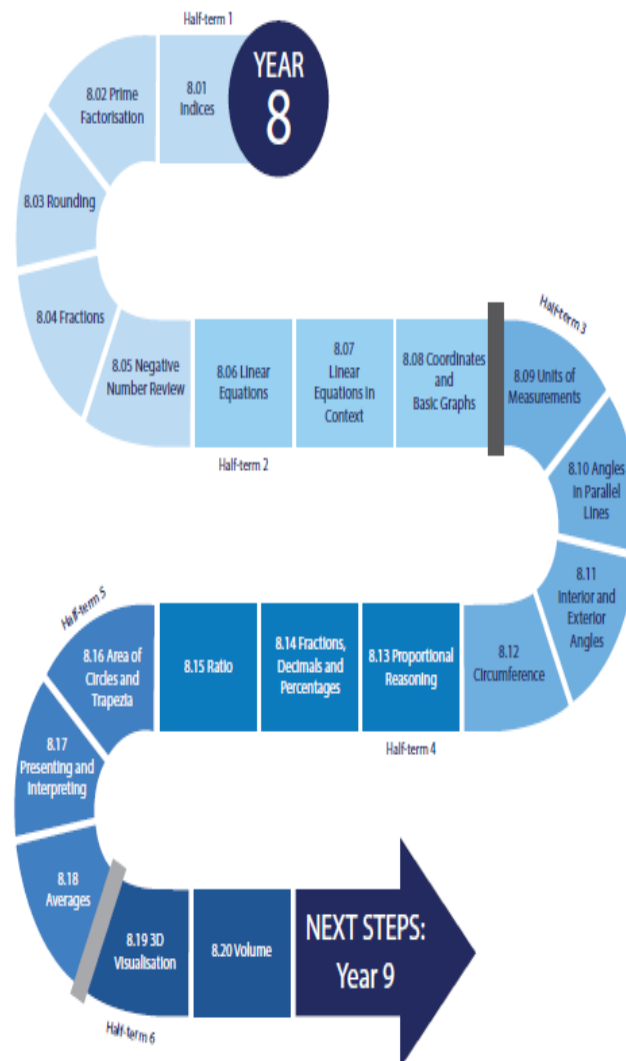 Half-term 1
YEAR
8
8.01
Indices
8.02 Prime
Factorisation
8.03 Rounding
8.04 Fractions
8.05 Negative
Number Review
8.06 Linear
Equations
8.07
Linear
Equations in
Context
8.08 Coordinates
and
Basic Graphs
Half-term 2
Half-term 3
8.09 Units of
Measurements
8.10 Angles
in Parallel
Lines
8.11
Interior and
Exterior
Angles
8.12
Circumference
8.13 Proportional
Reasoning
8.14 Fractions,
Decimals and
Percentages
8.15 Ratio
Half-term 4
Half-term 5
8.16 Area of
Circles and
Trapezia
8.17
Presenting and
Interpreting
8.18
Averages
8.19 3D
Visualisation
8.20 Volume
Half-term 6
NEXT STEPS:
Year 9